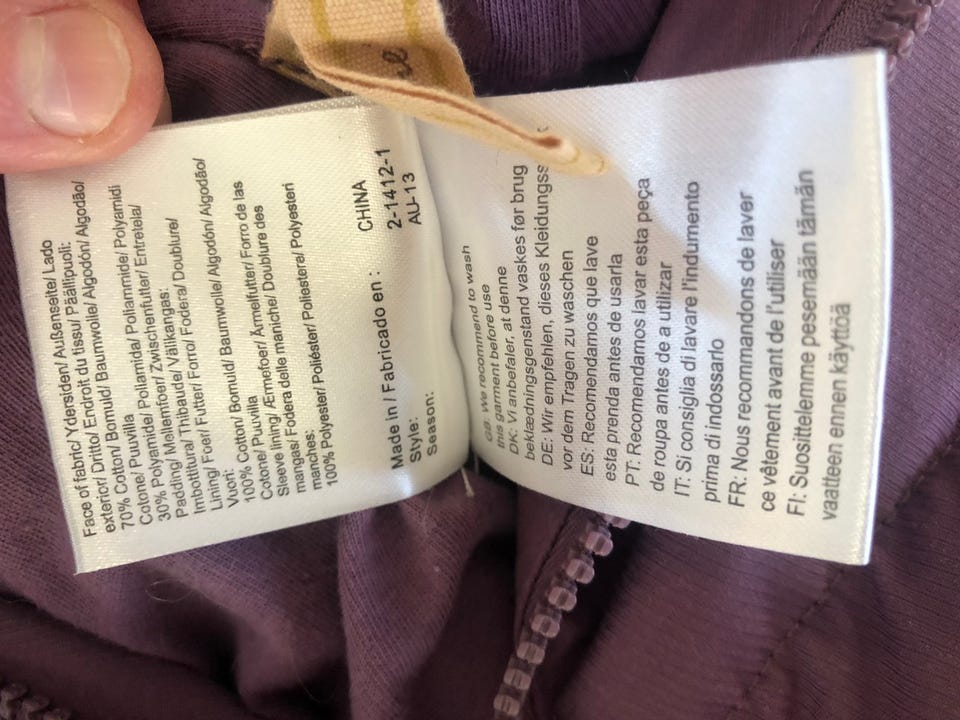 Face of fabric/ Ydersiden/ Außenseite/ Lado
exterior/ Dritto/ Endroit du tissu/ Päällipuoli:
70% Cotton/ Bomuld/ Baumwolle/ Algodón/ Algodão/
Cotone/ Puuvilla
30% Polyamide/ Poliamida/ Poliammide/ Polyamidi
Padding/ Mellemfoer/ Zwischenfutter/ Entretela/
Imbottitura/ Thibaude/ Välikangas:
Lining/ Foer/ Futter/ Forro/ Fodera/ Doublure/
Vuori:
100% Cotton/ Bomuld/ Baumwolle/ Algodón/ Algodão/
Cotone/ Puuvilla
Sleeve lining/ Ærmefoer/ Ärmelfutter/ Forro de las
mangas/ Fodera delle maniche/ Doublure des
manches:
100% Polyester/ Poliéster/ Poliestere/ Polyesteri
Made in / Fabricado en : CHINA
Style: 2-1412-1
Season: AU-13
GB: We recommend to wash
this garment before use
DK: Vi anbefaler, at denne
beklædningsgenstand vaskes før brug
DE: Wir empfehlen, dieses Kleidungss
vor dem Tragen zu waschen
ES: Recomendamos que lave
esta prenda antes de usarla
PT: Recomendamos lavar esta peça
de roupa antes de a utilizar
IT: Si consiglia di lavare l'indumento
prima di indossarlo
FR: Nous recommandons de laver
ce vêtement avant de l'utiliser
FI: Suosittelemme pesemään tämän
vaatteen ennen käyttöä